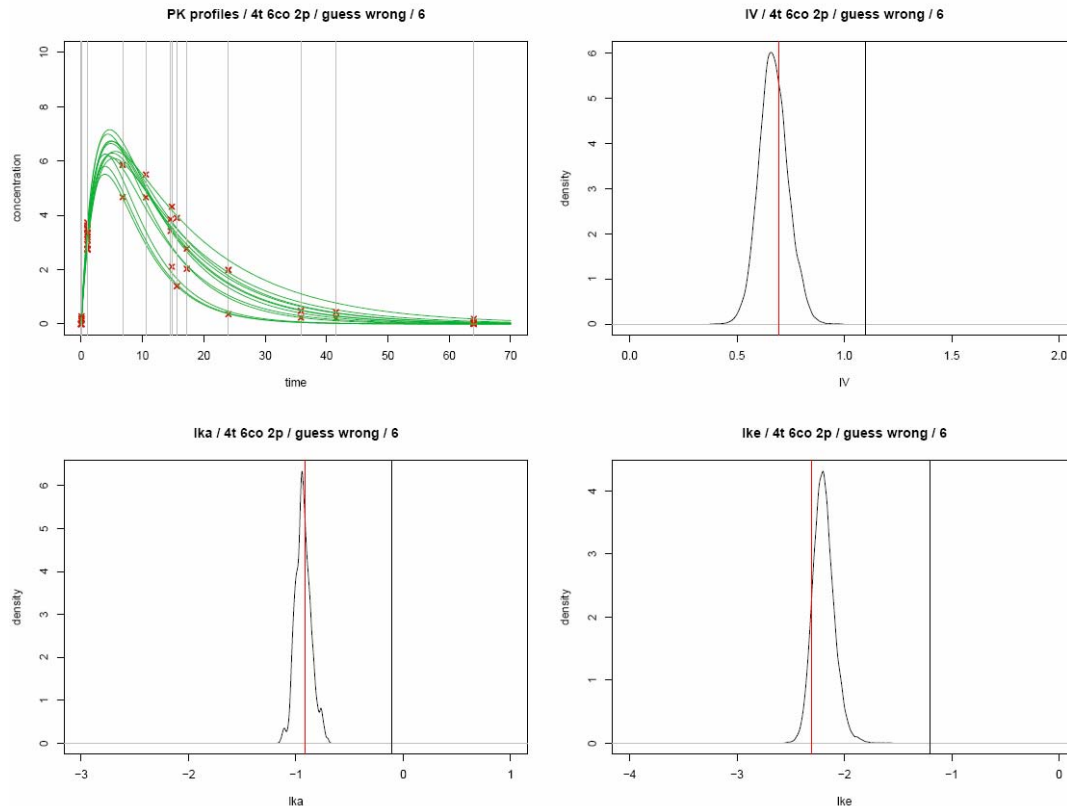 PK profiles / 4t 6co 2p / guess wrong / 6
concentration
0 2 4 6 8 10
0 10 20 30 40 50 60 70
time
IV / 4t 6co 2p / guess wrong / 6
density
0 1 2 3 4 5 6
0.0 0.5 1.0 1.5 2.0
IV
lka / 4t 6co 2p / guess wrong / 6
density
0 1 2 3 4 5 6
−3 −2 −1 0 1
lka
lke / 4t 6co 2p / guess wrong / 6
density
0 1 2 3 4
−4 −3 −2 −1 0
lke